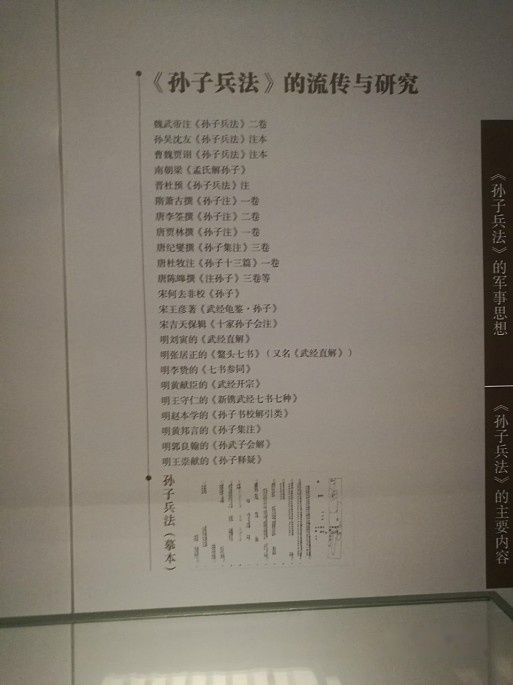 《孙子兵法》的流传与研究
魏武帝注《孙子兵法》二卷
孙吴沈友《孙子兵法》注本
曹魏贾诩《孙子兵法》注本
南朝梁《孟氏解孙子》
晋杜预《孙子兵法》注
隋萧吉撰《孙子注》一卷
唐李筌撰《孙子注》二卷
唐贾林撰《孙子注》一卷
唐纪燮撰《孙子集注》三卷
唐杜牧注《孙子十三篇》一卷
唐陈皞撰《注孙子》三卷等
宋何去非校《孙子》
宋王彦著《武经龟鉴·孙子》
宋吉天保辑《十家孙子会注》
明刘寅的《武经直解》
明张居正的《鳌头七书》（又名《武经直解》）
明李贽的《七书参同》
明黄献臣的《武经开宗》
明王守仁的《新镌武经七书七种》
明赵本学的《孙子书校解引类》
明黄邦彦的《孙子集注》
明郭良翰的《孙武子会解》
明王崇献的《孙子释疑》
孙子兵法（摹本）
《孙子兵法》的军事思想
《孙子兵法》的主要内容